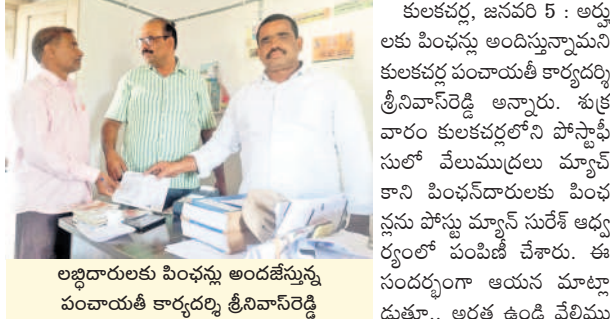 కులకచర్ల, జనవరి 5 : అర్హు
లకు పింఛన్లు అందిస్తున్నామని
కులకచర్ల పంచాయతీ కార్యదర్శి
శ్రీనివాస్‌రెడ్డి అన్నారు. శుక్ర
వారం కులకచర్లలోని పోస్టాఫీ
సులో వేలుముద్రలు మ్యాచ్
కాని పింఛన్‌దారులకు పింఛ
న్లను పోస్టు మ్యాన్ సురేశ్ ఆధ్వ
ర్యంలో పంపిణీ చేశారు. ఈ
సందర్భంగా ఆయన మాట్లా
డుతూ.. అర్హత ఉండి వేలిము
లబ్ధిదారులకు పింఛన్లు అందజేస్తున్న
పంచాయతీ కార్యదర్శి శ్రీనివాస్‌రెడ్డి